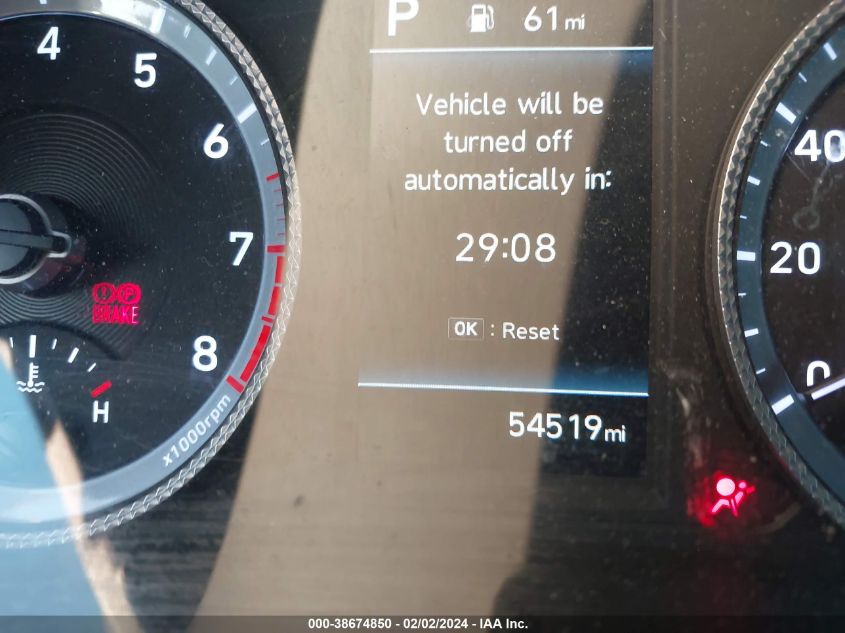 P 61mi
Vehicle will be
turned off
automatically in:
29:08
OK : Reset
54519mi
4
5
6
7
8
x1000rpm
BRAKE
P
H
40
20
0
000-38674850 - 02/02/2024 - IAA Inc.